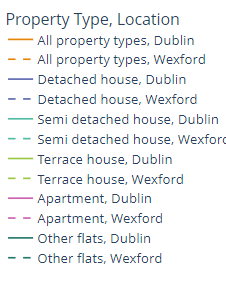 Property Type, Location
All property types, Dublin
All property types, Wexford
Detached house, Dublin
Detached house, Wexford
Semi detached house, Dublin
Semi detached house, Wexford
Terrace house, Dublin
Terrace house, Wexford
Apartment, Dublin
Apartment, Wexford
Other flats, Dublin
Other flats, Wexford